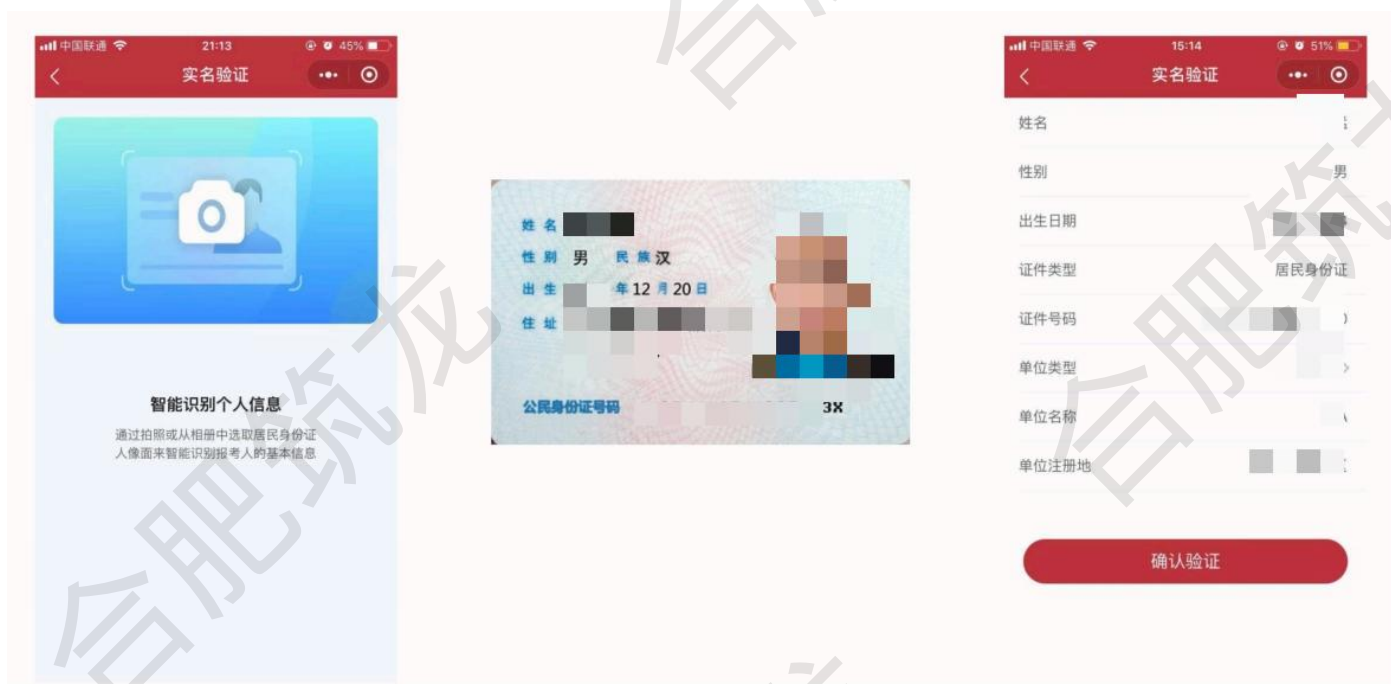 中国联通 21:13 45%
实名验证
智能识别个人信息
通过拍照或从相册中选取居民身份证
人像面来智能识别报考人的基本信息
姓名
性别 男 民族 汉
出生 年 12 月 20 日
住址
公民身份证号码 3X
中国联通 15:14 51%
实名验证
姓名
性别 男
出生日期
证件类型 居民身份证
证件号码
单位类型
单位名称
单位注册地
确认验证
合肥筑龙
合肥筑龙